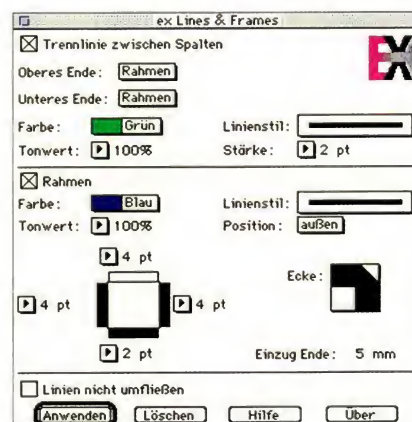 ex Lines & Frames
Trennlinie zwischen Spalten
EX
Oberes Ende: Rahmen
Unteres Ende: Rahmen
Farbe: Grün Linienstil:
Tonwert: 100% Stärke: 2 pt
Rahmen
Farbe: Blau Linienstil:
Tonwert: 100% Position: außen
4 pt
Ecke:
4 pt 4 pt
2 pt Einzug Ende: 5 mm
Linien nicht umfließen
Anwenden Löschen Hilfe Über